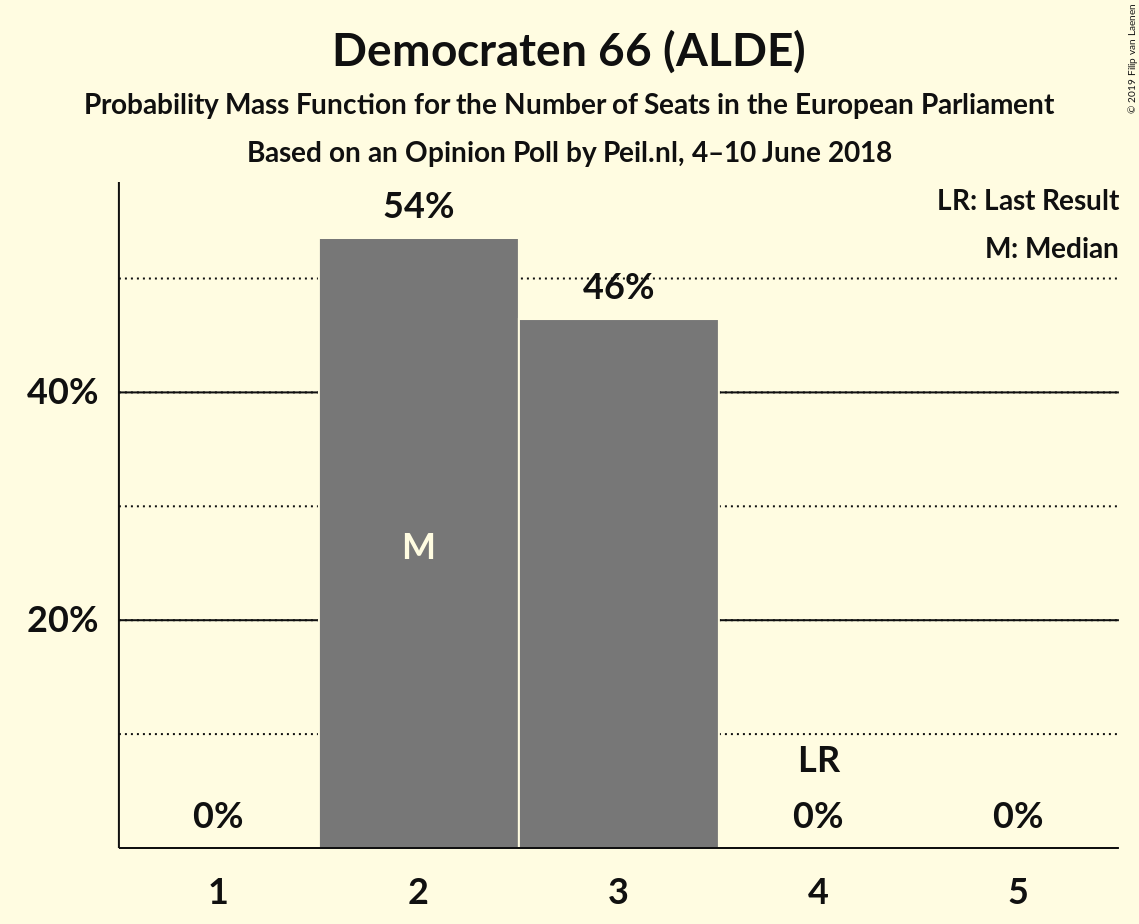 Democraten 66 (ALDE)
Probability Mass Function for the Number of Seats in the European Parliament
Based on an Opinion Poll by Peil.nl, 4–10 June 2018
© 2019 Filip van Laenen
LR: Last Result
M: Median
54%
46%
40%
M
20%
LR
0%
0%
0%
1
2
3
4
5